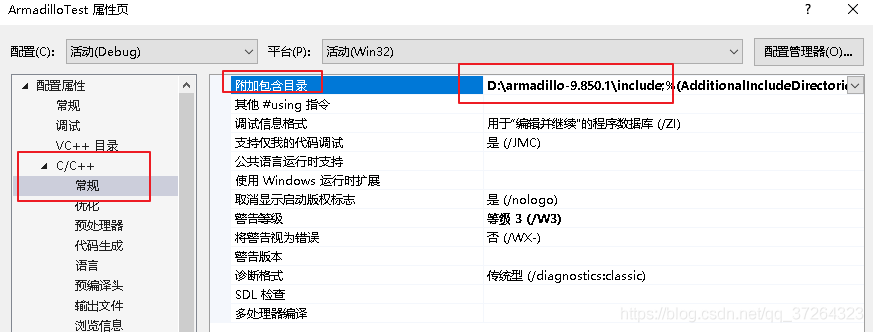 ArmadilloTest 属性页
? ×
配置(C): 活动(Debug) 平台(P): 活动(Win32) 配置管理器(O)...
配置属性
常规
调试
VC++ 目录
C/C++
常规
优化
预处理器
代码生成
语言
预编译头
输出文件
浏览信息
附加包含目录 D:\armadillo-9.850.1\include;%(AdditionalIncludeDirectorie
其他 #using 指令
调试信息格式 用于“编辑并继续”的程序数据库 (/ZI)
支持仅我的代码调试 是 (/JMC)
公共语言运行时支持
使用 Windows 运行时扩展
取消显示启动版权标志 是 (/nologo)
警告等级 等级 3 (/W3)
将警告视为错误 否 (/WX-)
警告版本
诊断格式 传统型 (/diagnostics:classic)
SDL 检查
多处理器编译
https://blog.csdn.net/qq_37264323